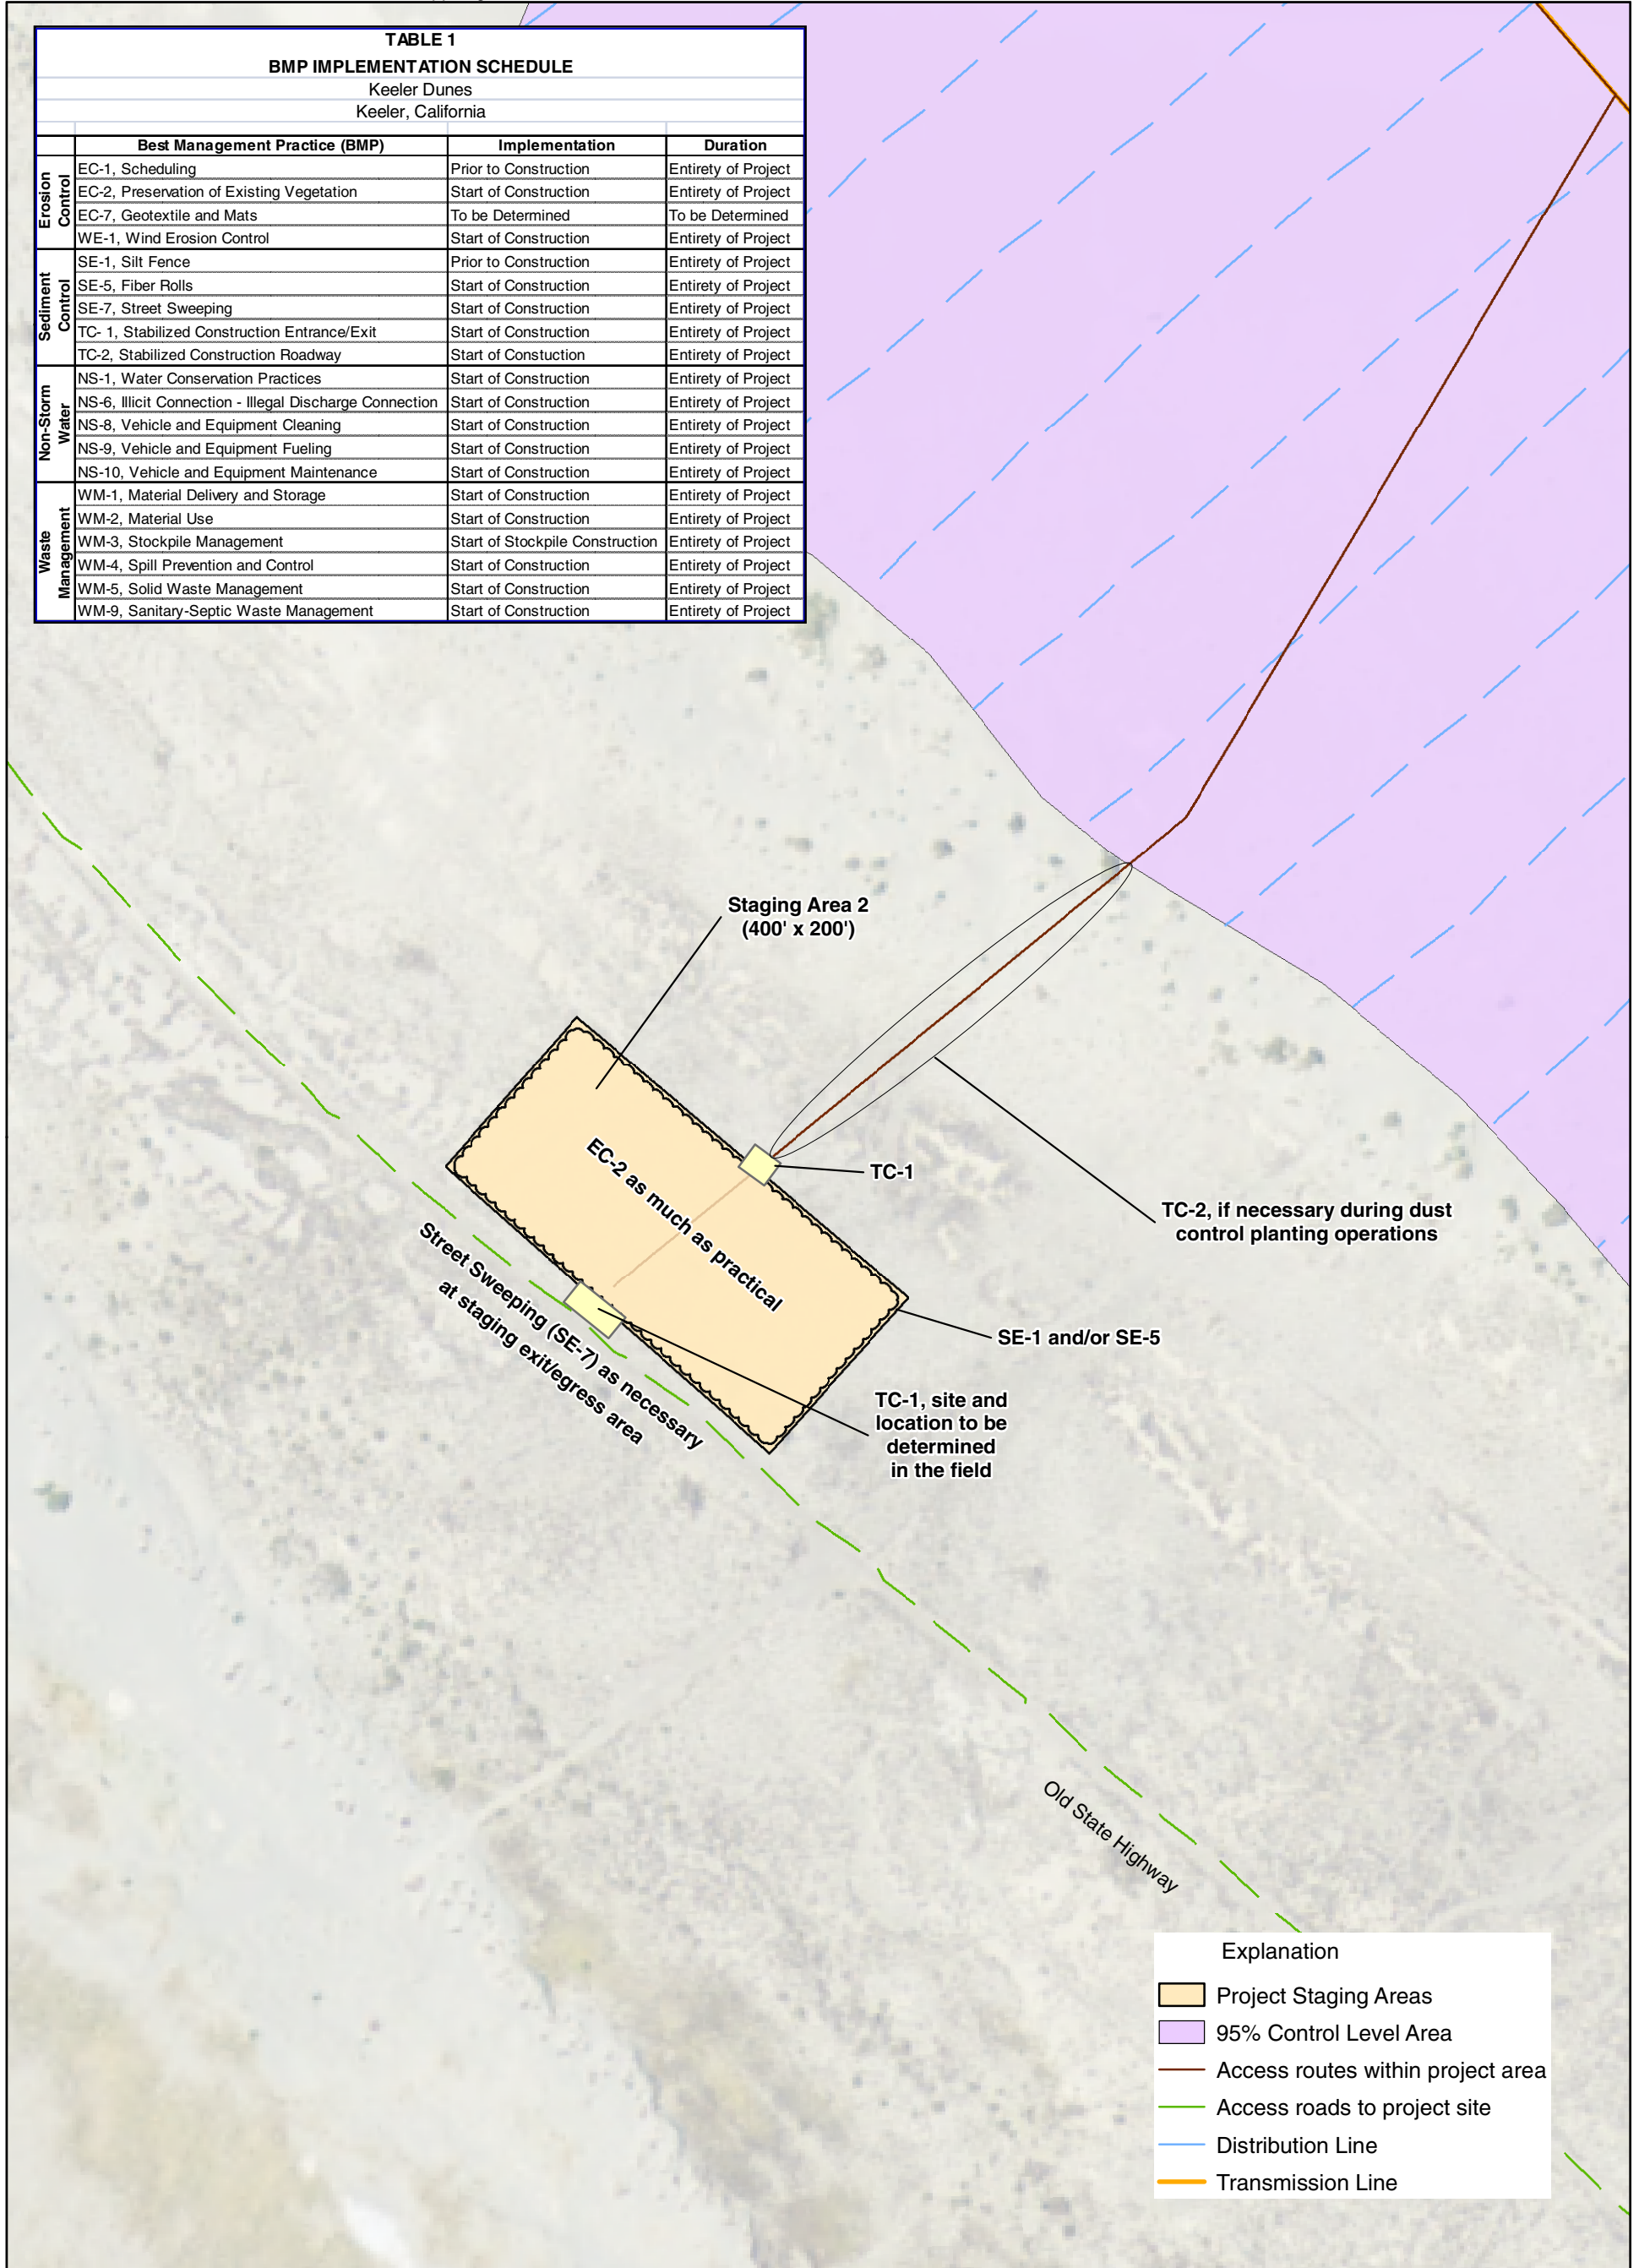 TABLE 1
BMP IMPLEMENTATION SCHEDULE
Keeler Dunes
Keeler, California
Best Management Practice (BMP) Implementation Duration
Erosion
Control
EC-1, Scheduling Prior to Construction Entirety of Project
EC-2, Preservation of Existing Vegetation Start of Construction Entirety of Project
EC-7, Geotextile and Mats To be Determined To be Determined
WE-1, Wind Erosion Control Start of Construction Entirety of Project
Sediment
Control
SE-1, Silt Fence Prior to Construction Entirety of Project
SE-5, Fiber Rolls Start of Construction Entirety of Project
SE-7, Street Sweeping Start of Construction Entirety of Project
TC- 1, Stabilized Construction Entrance/Exit Start of Construction Entirety of Project
TC-2, Stabilized Construction Roadway Start of Constuction Entirety of Project
Non-Storm
Water
NS-1, Water Conservation Practices Start of Construction Entirety of Project
NS-6, Illicit Connection - Illegal Discharge Connection Start of Construction Entirety of Project
NS-8, Vehicle and Equipment Cleaning Start of Construction Entirety of Project
NS-9, Vehicle and Equipment Fueling Start of Construction Entirety of Project
NS-10, Vehicle and Equipment Maintenance Start of Construction Entirety of Project
Waste
Management
WM-1, Material Delivery and Storage Start of Construction Entirety of Project
WM-2, Material Use Start of Construction Entirety of Project
WM-3, Stockpile Management Start of Stockpile Construction Entirety of Project
WM-4, Spill Prevention and Control Start of Construction Entirety of Project
WM-5, Solid Waste Management Start of Construction Entirety of Project
WM-9, Sanitary-Septic Waste Management Start of Construction Entirety of Project
Staging Area 2
(400' x 200')
EC-2 as much as practical
TC-1
TC-2, if necessary during dust
control planting operations
Street Sweeping (SE-7) as necessary
at staging exit/egress area
SE-1 and/or SE-5
TC-1, site and
location to be
determined
in the field
Old State Highway
Explanation
Project Staging Areas
95% Control Level Area
Access routes within project area
Access roads to project site
Distribution Line
Transmission Line